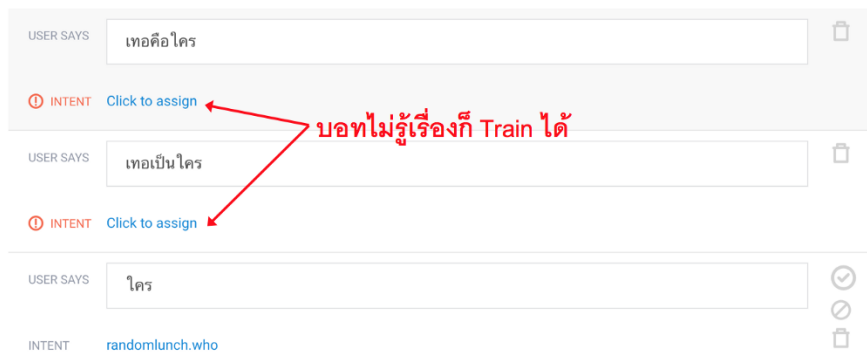 USER SAYS เทอคือใคร
INTENT Click to assign
บอทไม่รู้เรื่องก็ Train ได้
USER SAYS เทอเป็นใคร
INTENT Click to assign
USER SAYS ใคร
INTENT randomlunch.who